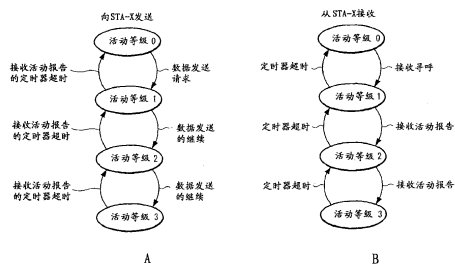 向STA-X发送
活动等级 0
接收活动报告
的定时器超时
数据发送
请求
活动等级 1
接收活动报告
的定时器超时
数据发送
的继续
活动等级 2
接收活动报告
的定时器超时
数据发送
的继续
活动等级 3
A
从STA-X接收
活动等级 0
定时器超时
接收寻呼
活动等级 1
定时器超时
接收活动报告
活动等级 2
定时器超时
接收活动报告
活动等级 3
B